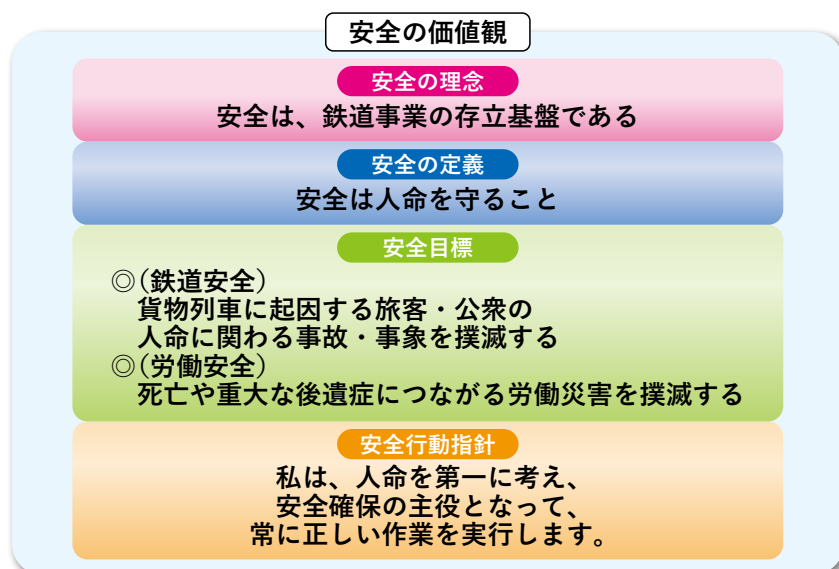 安全の価値観
安全の理念
安全は、鉄道事業の存立基盤である
安全の定義
安全は人命を守ること
安全目標
◎(鉄道安全)
貨物列車に起因する旅客・公衆の
人命に関わる事故・事象を撲滅する
◎(労働安全)
死亡や重大な後遺症につながる労働災害を撲滅する
安全行動指針
私は、人命を第一に考え、
安全確保の主役となって、
常に正しい作業を実行します。